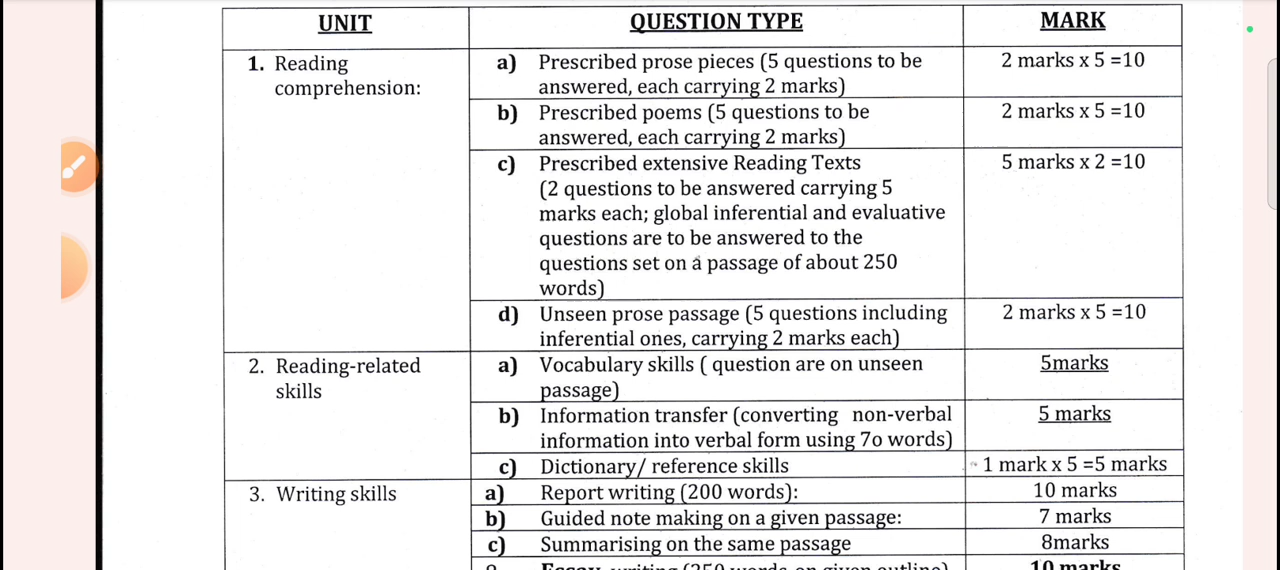 UNIT QUESTION TYPE MARK
1. Reading a) Prescribed prose pieces (5 questions to be 2 marks x 5 =10
comprehension: answered, each carrying 2 marks)
b) Prescribed poems (5 questions to be 2 marks x 5 =10
answered, each carrying 2 marks)
c) Prescribed extensive Reading Texts 5 marks x 2 =10
(2 questions to be answered carrying 5
marks each; global inferential and evaluative
questions are to be answered to the
questions set on a passage of about 250
words)
d) Unseen prose passage (5 questions including 2 marks x 5 =10
inferential ones, carrying 2 marks each)
2. Reading-related a) Vocabulary skills ( question are on unseen 5marks
skills passage)
b) Information transfer (converting non-verbal 5 marks
information into verbal form using 7o words)
c) Dictionary/ reference skills 1 mark x 5 =5 marks
3. Writing skills a) Report writing (200 words): 10 marks
b) Guided note making on a given passage: 7 marks
c) Summarising on the same passage 8marks
Essay writing (250 words on given outline) 10 marks